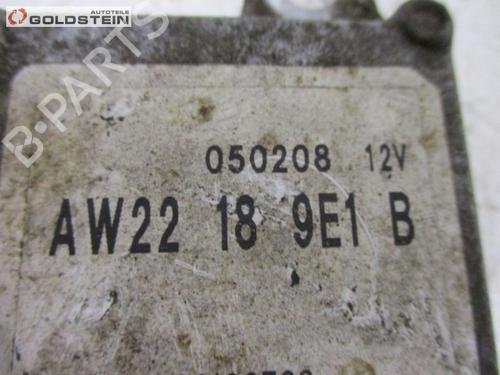 AUTOTEILE
GOLDSTEIN
B-PARTS
050208 12V
AW22 18 9E1 B